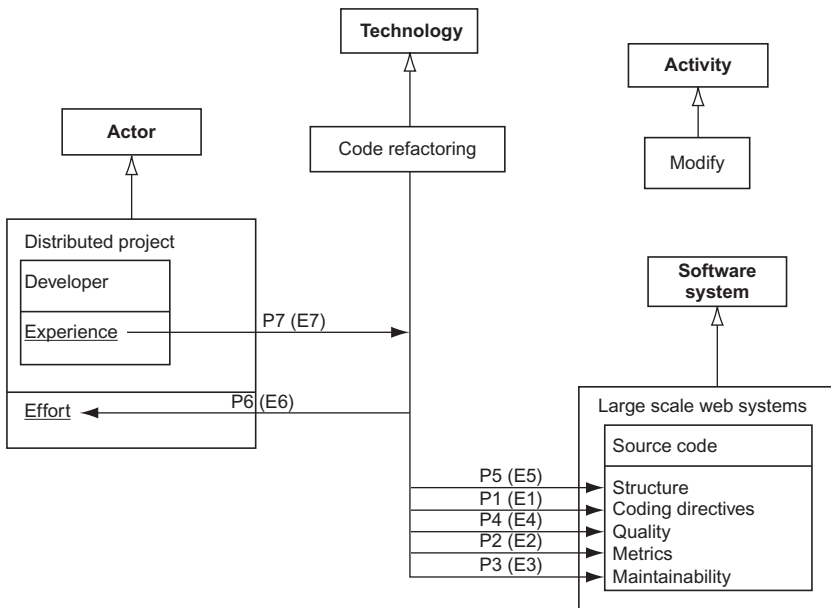 Technology
Activity
Actor
Code refactoring
Modify
Distributed project
Developer
Experience
P7 (E7)
Software
system
Effort
P6 (E6)
Large scale web systems
Source code
P5 (E5)
Structure
P1 (E1)
Coding directives
P4 (E4)
Quality
P2 (E2)
Metrics
P3 (E3)
Maintainability